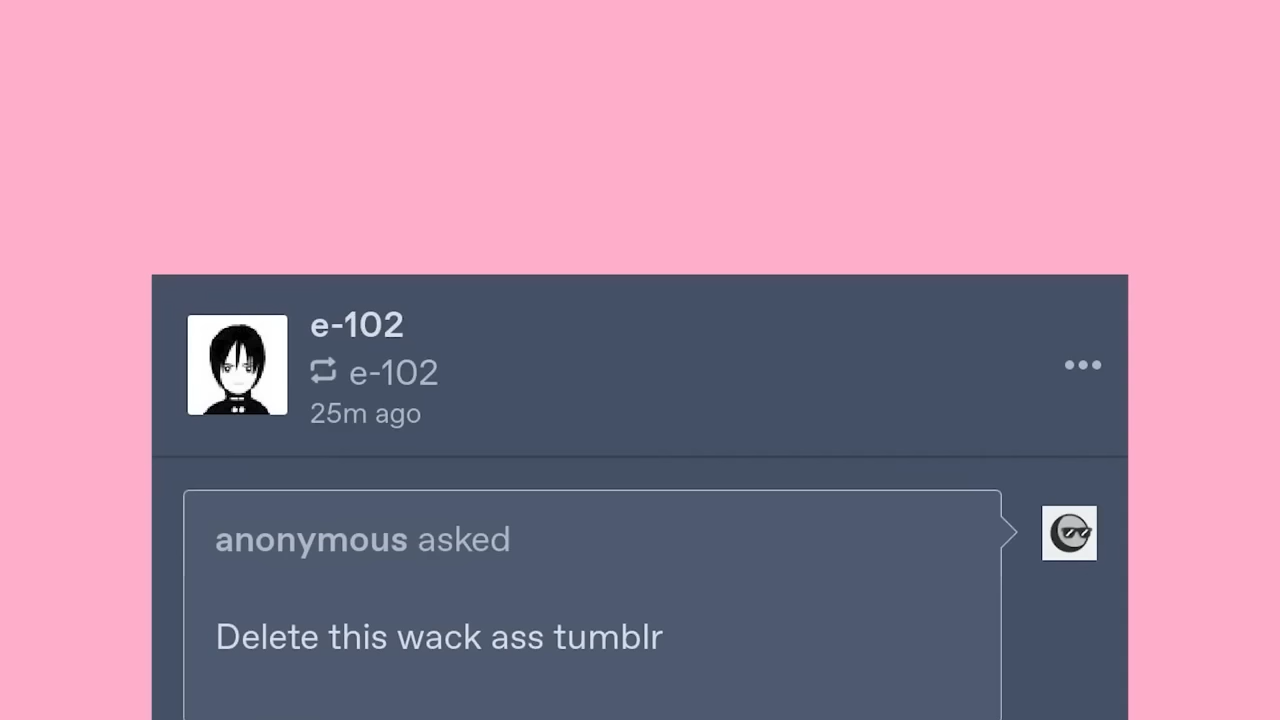 e-102
e-102
25m ago
anonymous asked
Delete this wack ass tumblr